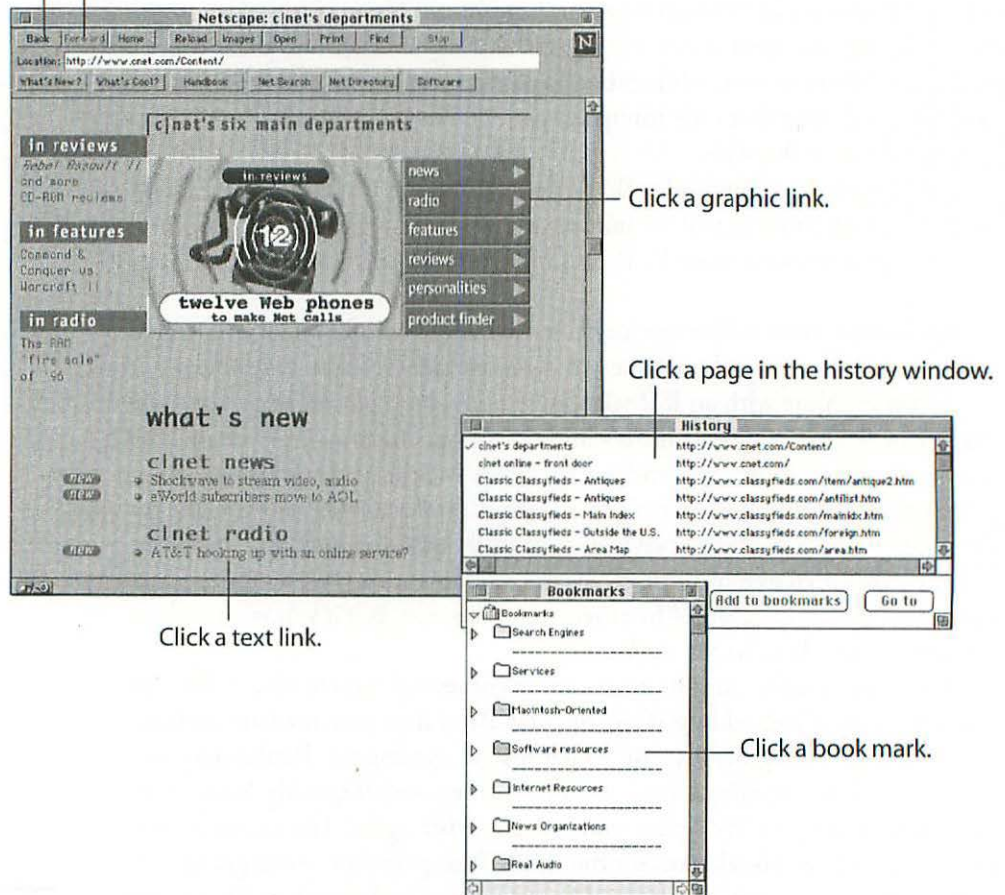 Netscape: c|net's departments
Back Forward Home Reload Images Open Print Find Stop
N
Location: http://www.cnet.com/Content/
What's New? What's Cool? Handbook Net Search Net Directory Software
c|net's six main departments
in reviews
Rebel Assault II
and more
CD-ROM reviews
in features
Command &
Conquer vs.
Warcraft II
in radio
The RAM
"fire sale"
of '96
in reviews
12
twelve Web phones
to make Net calls
news
radio
features
reviews
personalities
product finder
Click a graphic link.
what's new
c|net news
new Shockwave to stream video, audio
new eWorld subscribers move to AOL
c|net radio
new AT&T hooking up with an online service?
Click a text link.
Click a page in the history window.
History
✓ c|net's departments http://www.cnet.com/Content/
c|net online - front door http://www.cnet.com/
Classic Classyfieds - Antiques http://www.classyfieds.com/item/antique2.htm
Classic Classyfieds - Antiques http://www.classyfieds.com/antilist.htm
Classic Classyfieds - Main Index http://www.classyfieds.com/mainidx.htm
Classic Classyfieds - Outside the U.S. http://www.classyfieds.com/foreign.htm
Classic Classyfieds - Area Map http://www.classyfieds.com/area.htm
Add to bookmarks Go to
Bookmarks
Bookmarks
Search Engines
Services
Macintosh-Oriented
Software resources
Internet Resources
News Organizations
Real Audio
Click a book mark.